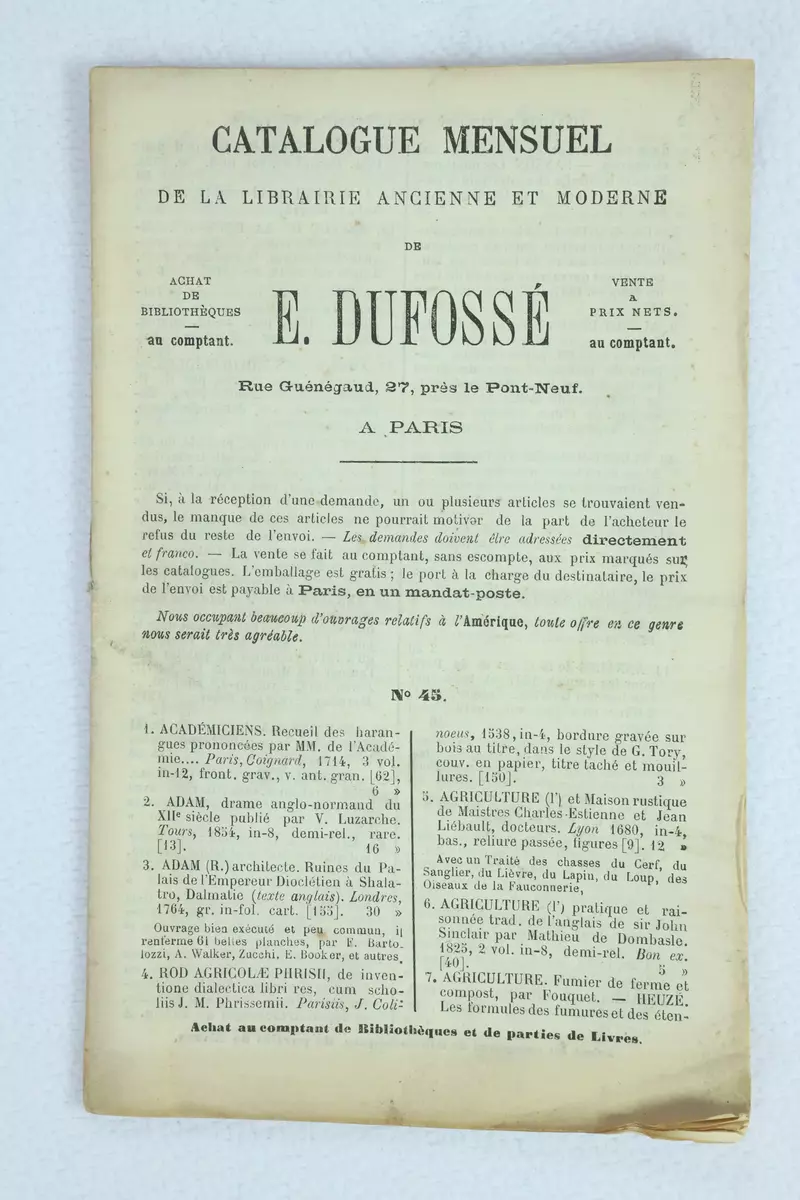 CATALOGUE MENSUEL
DE LA LIBRAIRIE ANCIENNE ET MODERNE
DE
ACHAT
DE
BIBLIOTHÈQUES
au comptant.
E. DUFOSSÉ
VENTE
A
PRIX NETS.
au comptant.
Rue Guénégaud, 27, près le Pont-Neuf.
A PARIS
Si, à la réception d'une demande, un ou plusieurs articles se trouvaient ven-
dus, le manque de ces articles ne pourrait motiver de la part de l'acheteur le
refus du reste de l'envoi. — Les demandes doivent être adressées directement
et franco. — La vente se fait au comptant, sans escompte, aux prix marqués sur
les catalogues. L'emballage est gratis; le port à la charge du destinataire, le prix
de l'envoi est payable à Paris, en un mandat-poste.
Nous occupant beaucoup d'ouvrages relatifs à l'Amérique, toute offre en ce genre
nous serait très agréable.
No 45.
1. ACADÉMICIENS. Recueil des haran-
gues prononcées par MM. de l'Acadé-
mie.... Paris, Coignard, 1714, 3 vol.
in-12, front. grav., v. ant. gran. [62],
6 »
2. ADAM, drame anglo-normand du
XIIe siècle publié par V. Luzarche.
Tours, 1854, in-8, demi-rel., rare.
[13]. 16 »
3. ADAM (R.) architecte. Ruines du Pa-
lais de l'Empereur Dioclétien à Shala-
tro, Dalmatie (texte anglais). Londres,
1764, gr. in-fol. cart. [155]. 30 »
Ouvrage bien exécuté et peu commun, il
renferme 61 belles planches, par F. Barto-
lozzi, A. Walker, Zucchi, E. Booker, et autres.
4. ROD AGRICOLÆ PHRISII, de inven-
tione dialectica libri res, cum scho-
liis J. M. Phrissemii. Parisiis, J. Coli-
noeus, 1538, in-4, bordure gravée sur
bois au titre, dans le style de G. Tory,
couv. en papier, titre taché et mouil-
lures. [150]. 3 »
5. AGRICULTURE (l') et Maison rustique
de Maistres Charles-Estienne et Jean
Liébault, docteurs. Lyon 1680, in-4,
bas., reliure passée, figures [9]. 12 »
Avec un Traité des chasses du Cerf, du
Sanglier, du Lièvre, du Lapin, du Loup, des
Oiseaux de la Fauconnerie,
6. AGRICULTURE (l') pratique et rai-
sonnée trad. de l'anglais de sir John
Sinclair par Mathieu de Dombasle.
1825, 2 vol. in-8, demi-rel. Bon ex.
[40]. 5 »
7. AGRICULTURE. Fumier de ferme et
compost, par Fouquet. — HEUZÉ.
Les formules des fumures et des éten-
Achat au comptant de Bibliothèques et de parties de Livres.